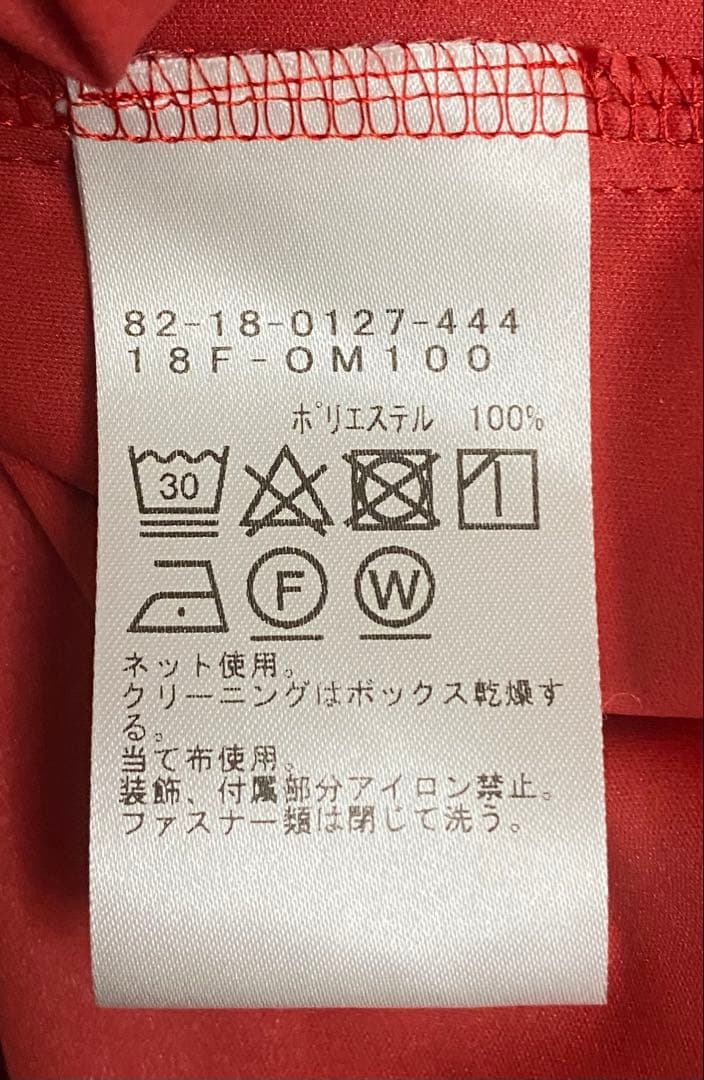 82-18-0127-444
18F-OM100
ポリエステル 100%
30
F W
ネット使用。
クリーニングはボックス乾燥す
る。
当て布使用。
装飾、付属部分アイロン禁止。
ファスナー類は閉じて洗う。